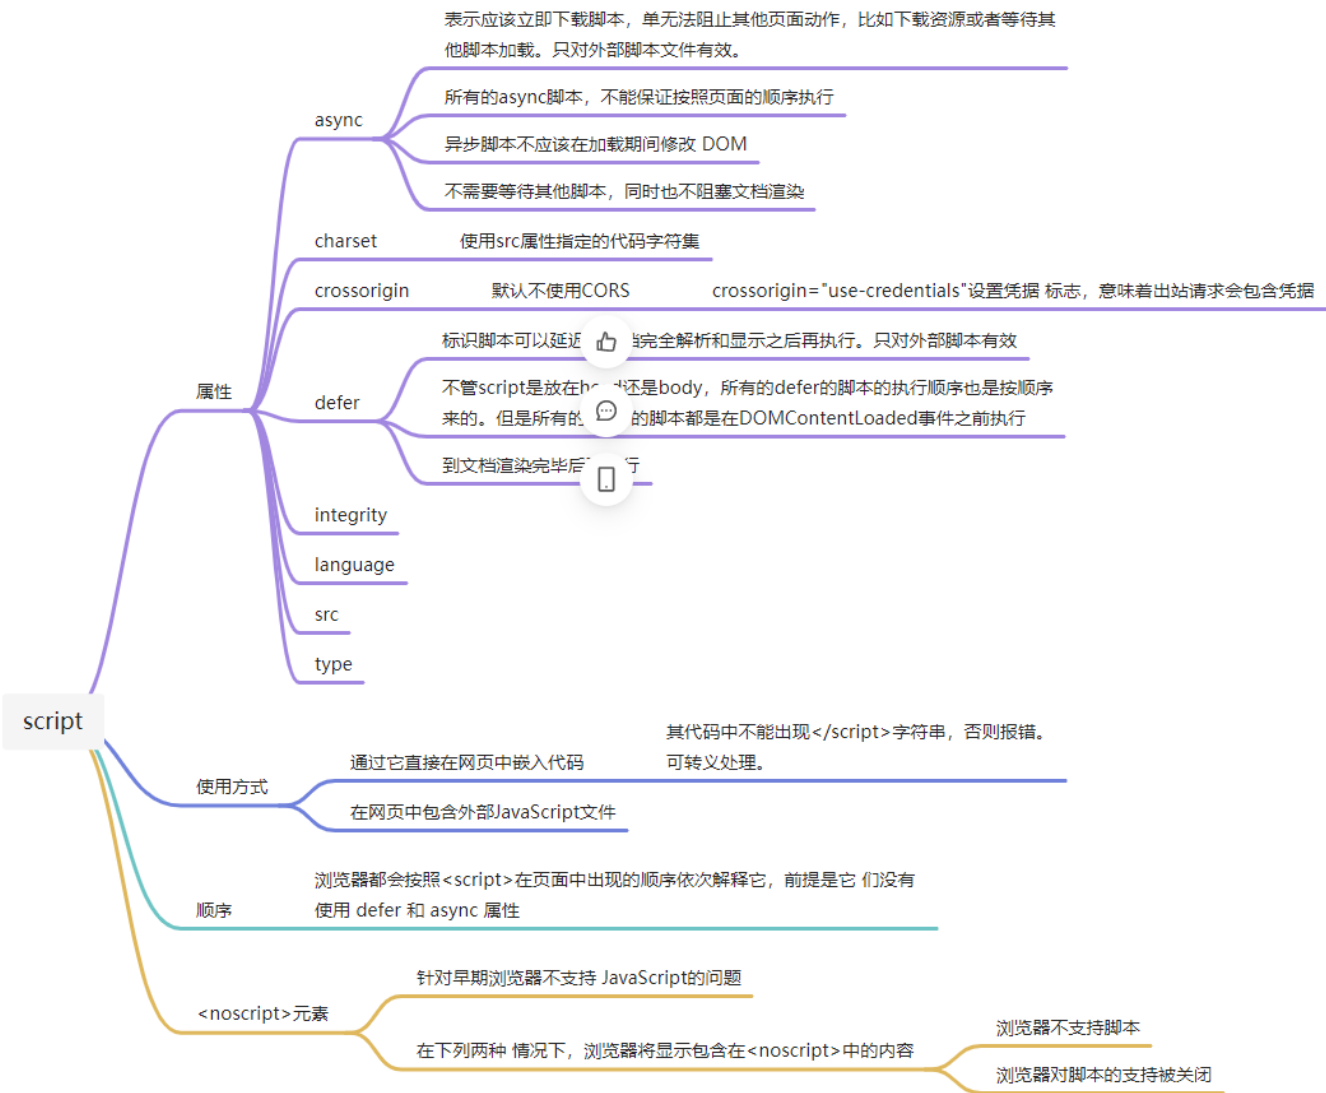 表示应该立即下载脚本，单无法阻止其他页面动作，比如下载资源或者等待其
他脚本加载。只对外部脚本文件有效。
所有的async脚本，不能保证按照页面的顺序执行
async
异步脚本不应该在加载期间修改 DOM
不需要等待其他脚本，同时也不阻塞文档渲染
charset
使用src属性指定的代码字符集
crossorigin
默认不使用CORS
crossorigin="use-credentials"设置凭据 标志，意味着出站请求会包含凭据
标识脚本可以延迟 完全解析和显示之后再执行。只对外部脚本有效
属性
不管script是放在 还是body，所有的defer的脚本的执行顺序也是按顺序
defer
来的。但是所有的 的脚本都是在DOMContentLoaded事件之前执行
到文档渲染完毕后 行
integrity
language
src
type
script
其代码中不能出现</script>字符串，否则报错。
可转义处理。
通过它直接在网页中嵌入代码
使用方式
在网页中包含外部JavaScript文件
浏览器都会按照<script>在页面中出现的顺序依次解释它，前提是它 们没有
使用 defer 和 async 属性
顺序
针对早期浏览器不支持 JavaScript的问题
<noscript>元素
浏览器不支持脚本
在下列两种 情况下，浏览器将显示包含在<noscript>中的内容
浏览器对脚本的支持被关闭